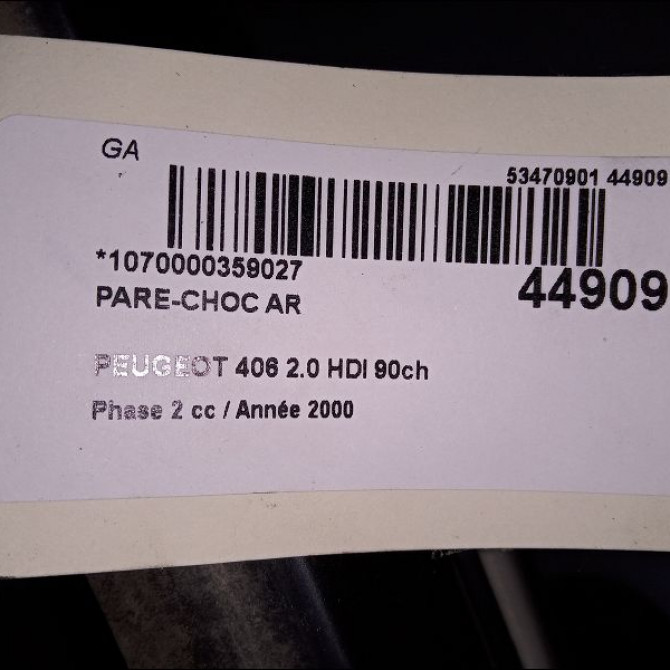 GA
53470901 44909
*1070000359027
44909
PARE-CHOC AR
PEUGEOT 406 2.0 HDI 90ch
Phase 2 cc / Année 2000